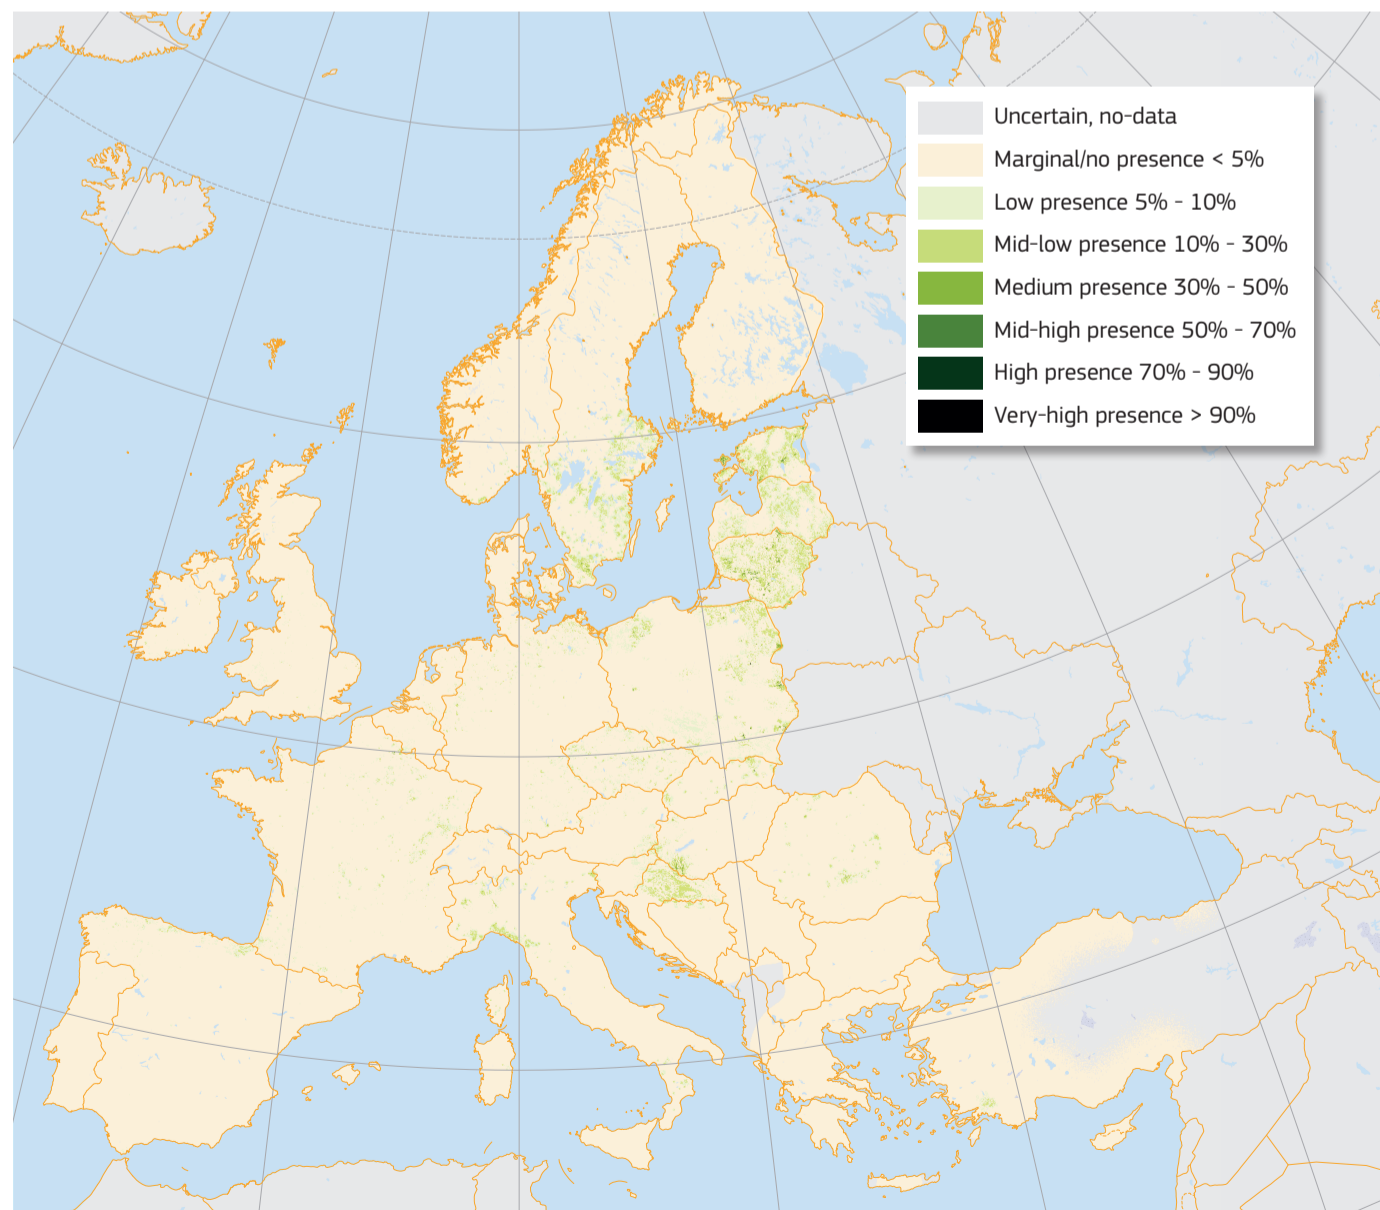 Uncertain, no-data
Marginal/no presence < 5%
Low presence 5% - 10%
Mid-low presence 10% - 30%
Medium presence 30% - 50%
Mid-high presence 50% - 70%
High presence 70% - 90%
Very-high presence > 90%